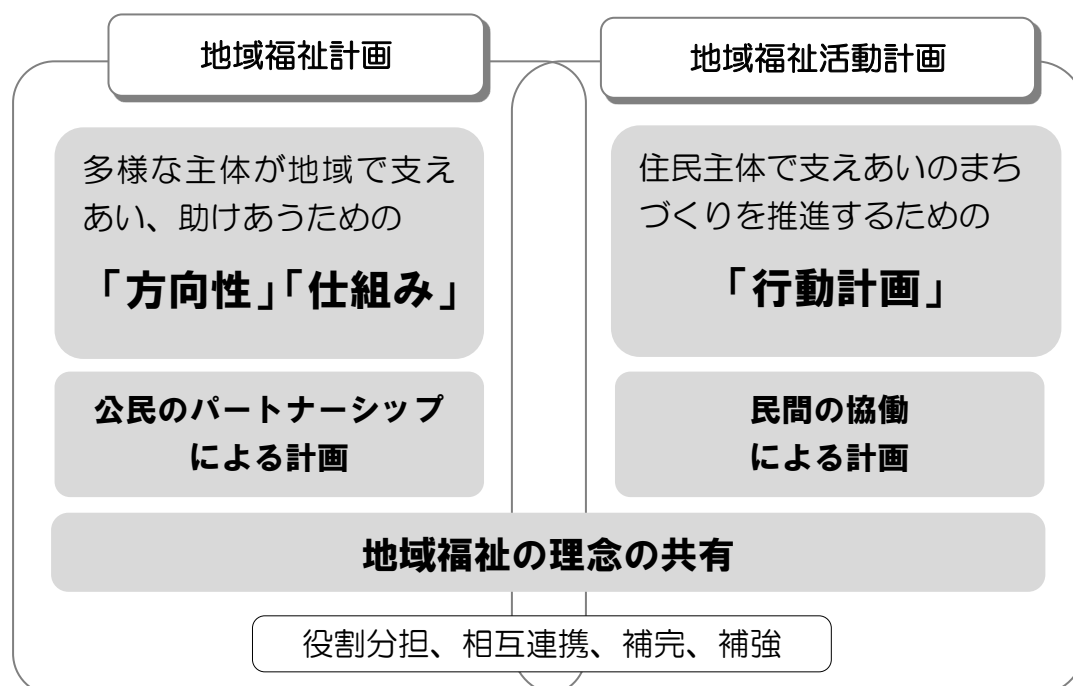 地域福祉計画
多様な主体が地域で支え
あい、助けあうための
「方向性」「仕組み」
公民のパートナーシップ
による計画
地域福祉活動計画
住民主体で支えあいのまち
づくりを推進するための
「行動計画」
民間の協働
による計画
地域福祉の理念の共有
役割分担、相互連携、補完、補強